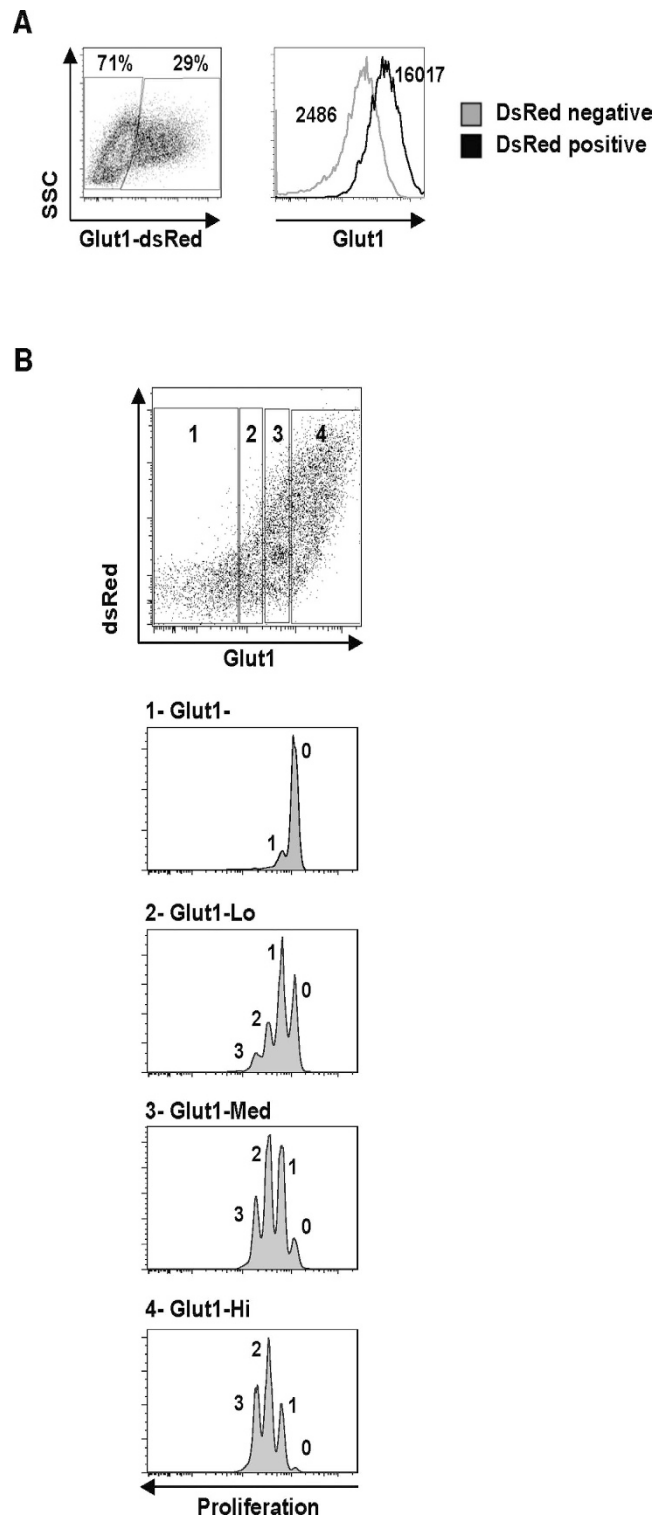 A
71% 29%
SSC
Glut1-dsRed
2486
16017
Glut1
DsRed negative
DsRed positive
B
1 2 3 4
dsRed
Glut1
1- Glut1-
0
1
2- Glut1-Lo
1
0
2
3
3- Glut1-Med
2
1
3
0
4- Glut1-Hi
2
3
1
0
Proliferation